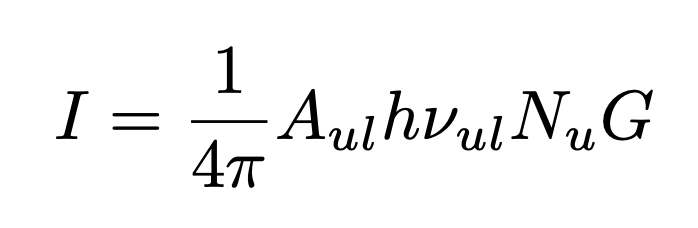 I = \frac{1}{4\pi} A_{ul} h\nu_{ul} N_u G